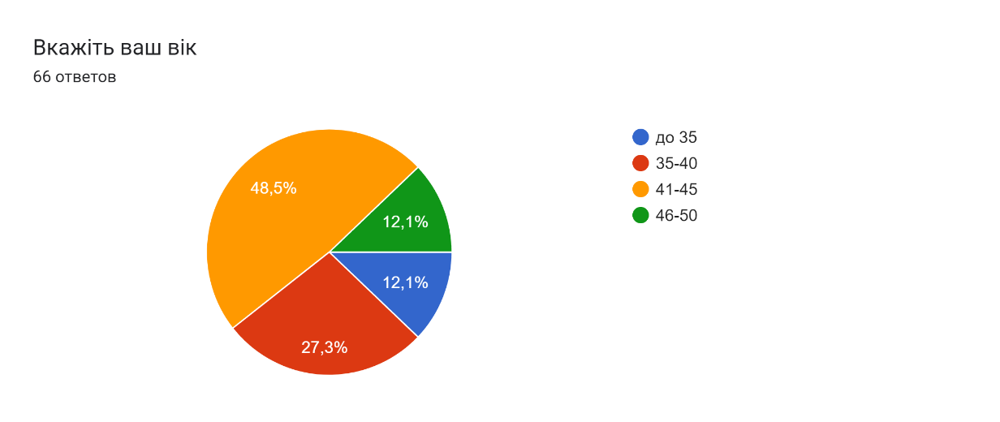 Вкажіть ваш вік
66 ответов
48,5%
12,1%
12,1%
27,3%
до 35
35-40
41-45
46-50